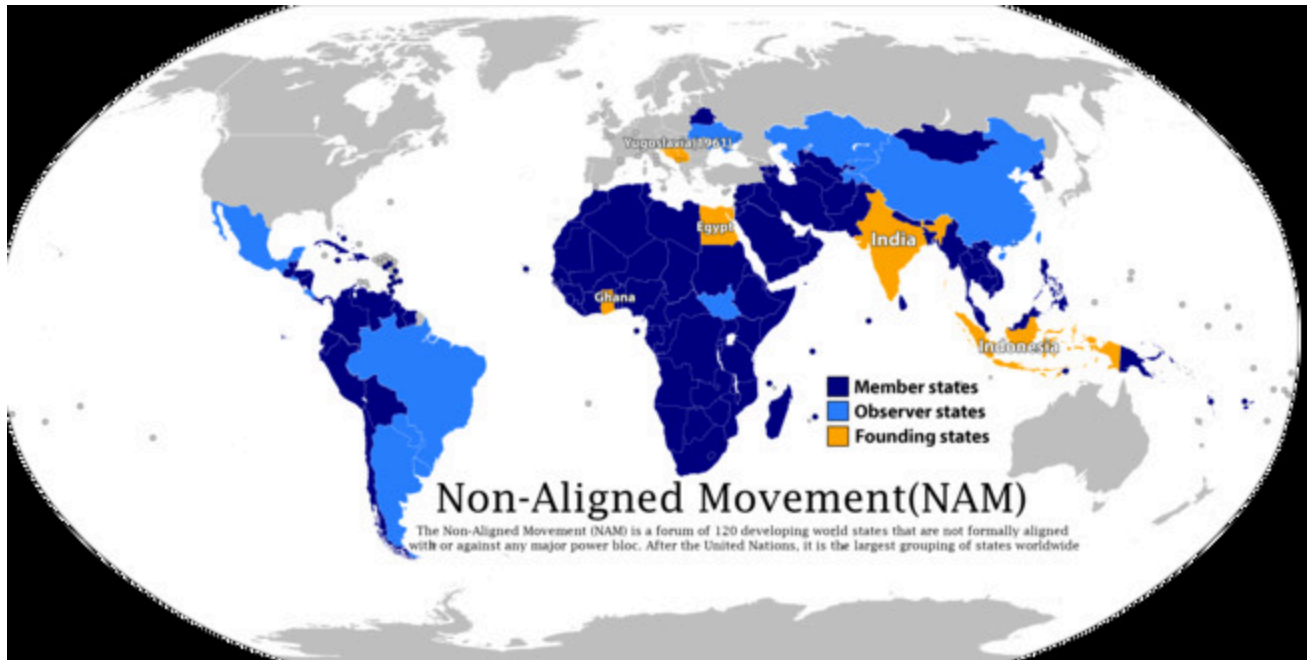 Yugoslavia(1961)
Egypt
India
Ghana
Indonesia
Member states
Observer states
Founding states
Non-Aligned Movement(NAM)
The Non-Aligned Movement (NAM) is a forum of 120 developing world states that are not formally aligned
with or against any major power bloc. After the United Nations, it is the largest grouping of states worldwide